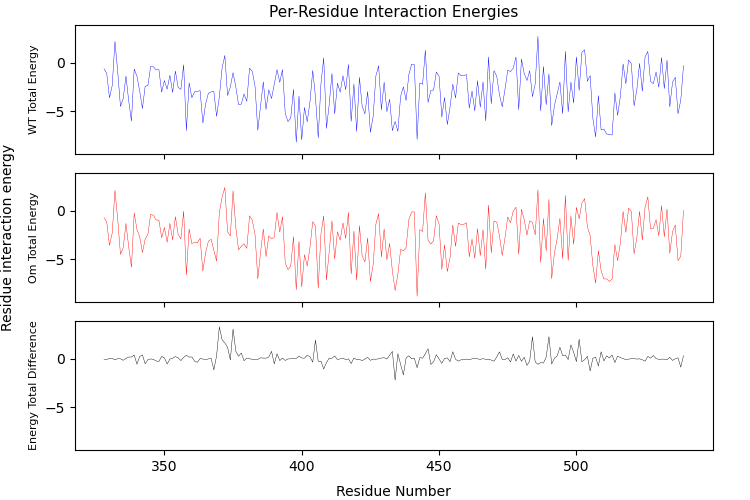 Per-Residue Interaction Energies
Residue interaction energy
WT Total Energy
0
−5
Om Total Energy
0
−5
Energy Total Difference
0
−5
350
400
450
500
Residue Number